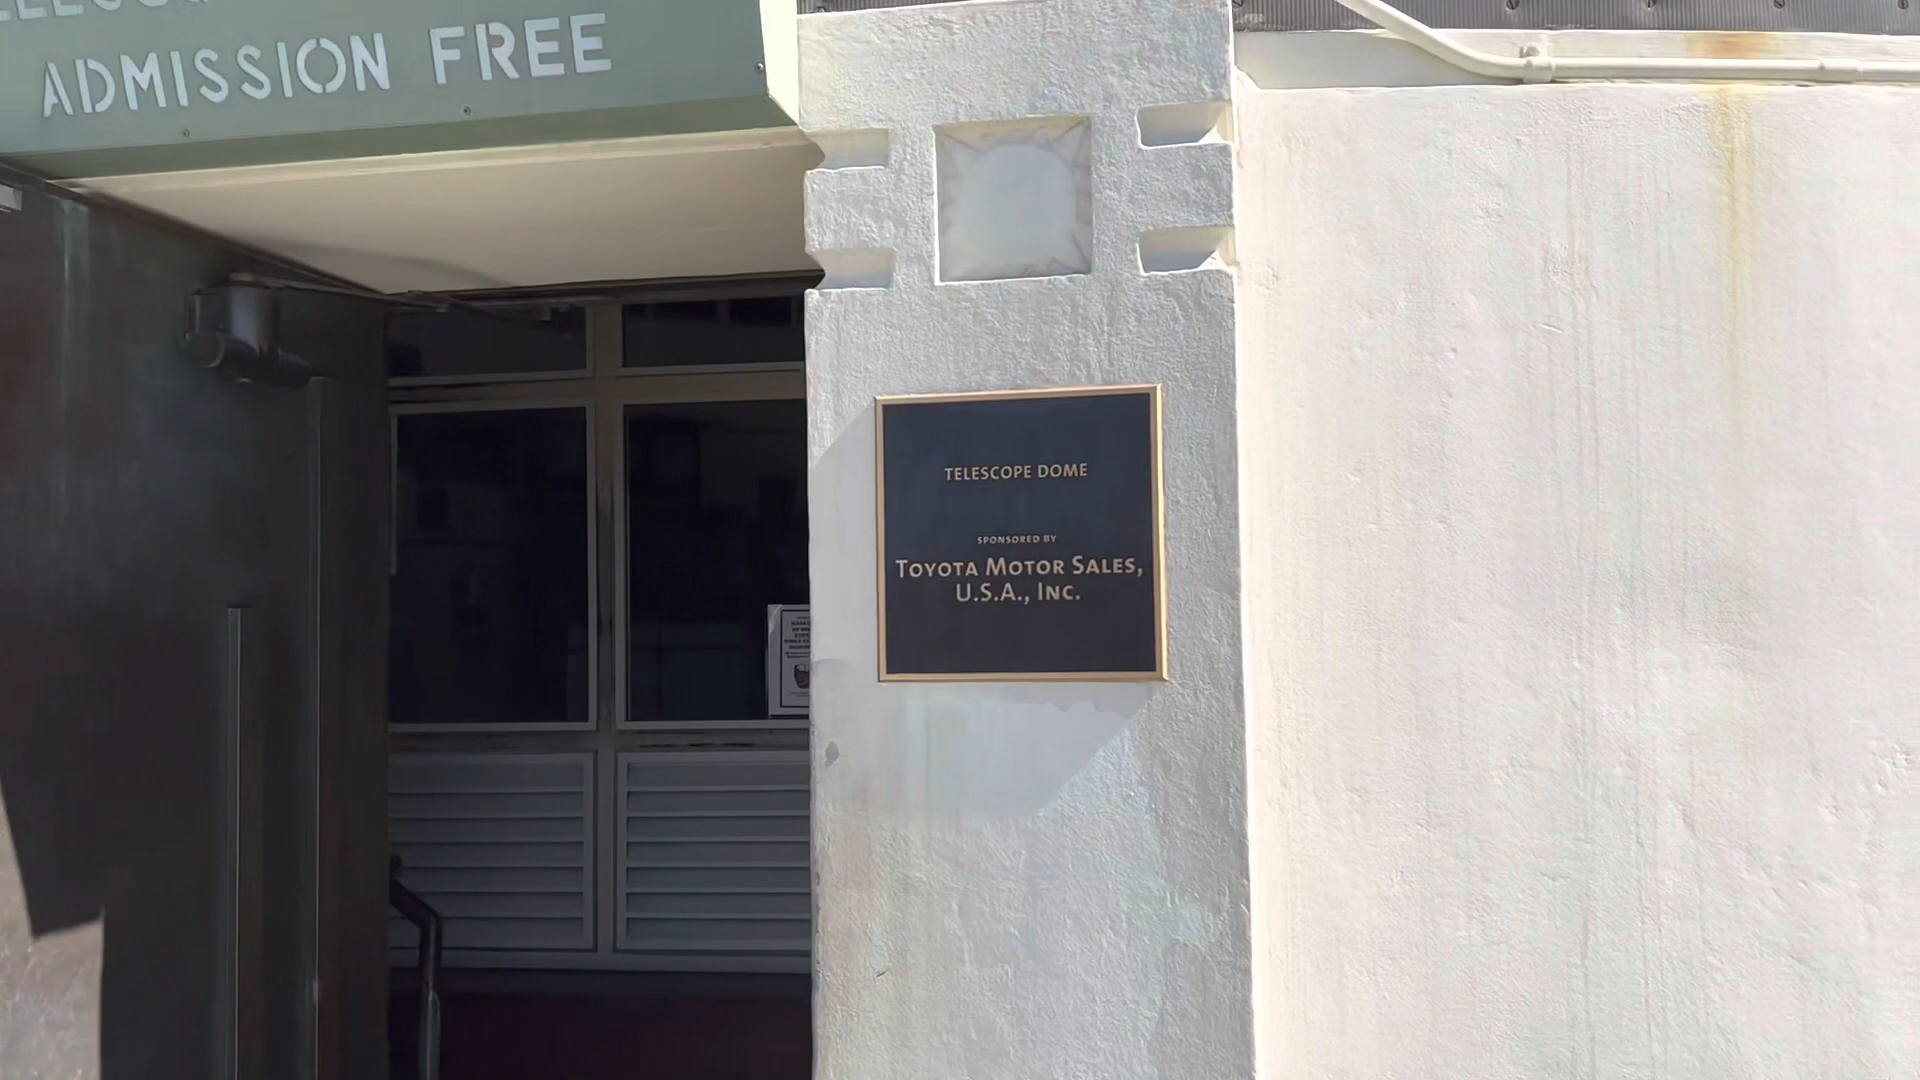 ADMISSION FREE
TELESCOPE DOME
SPONSORED BY
TOYOTA MOTOR SALES,
U.S.A., INC.